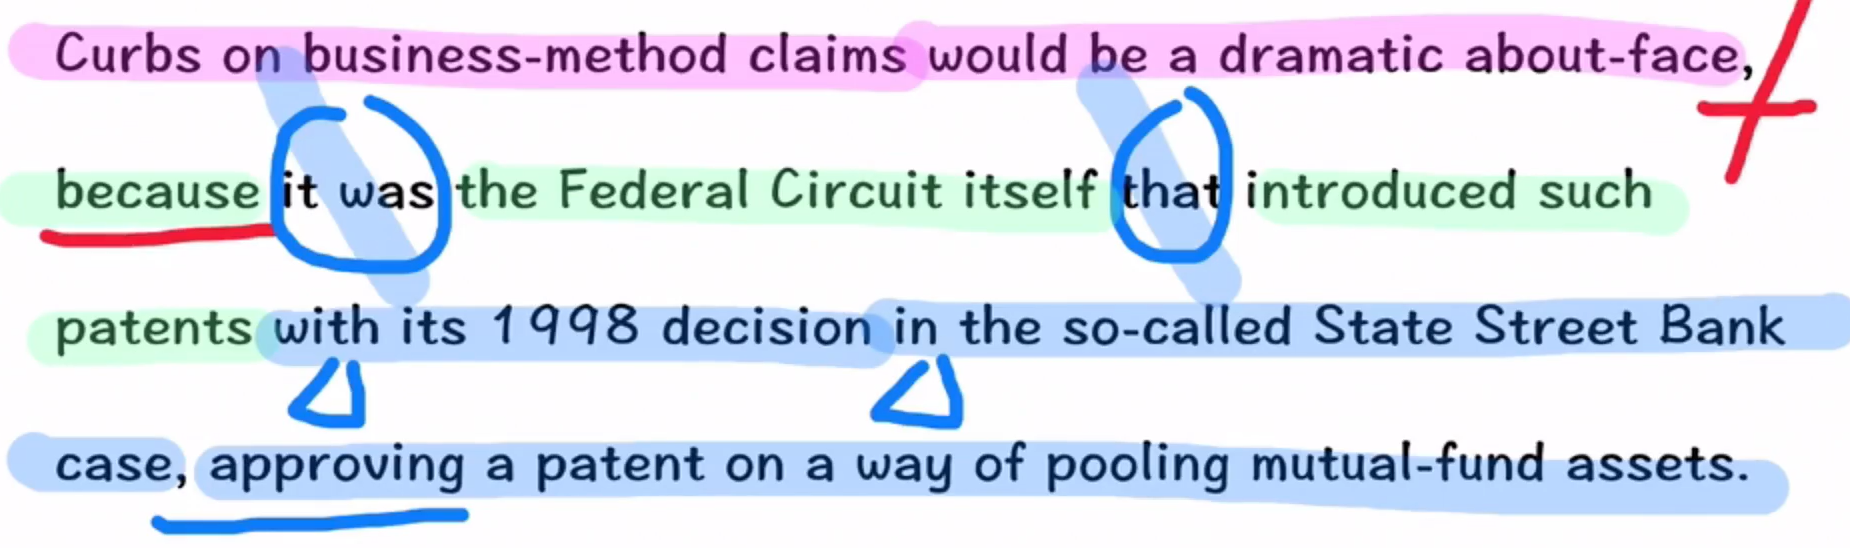 Curbs on business-method claims would be a dramatic about-face,
because it was the Federal Circuit itself that introduced such
patents with its 1998 decision in the so-called State Street Bank
case, approving a patent on a way of pooling mutual-fund assets.